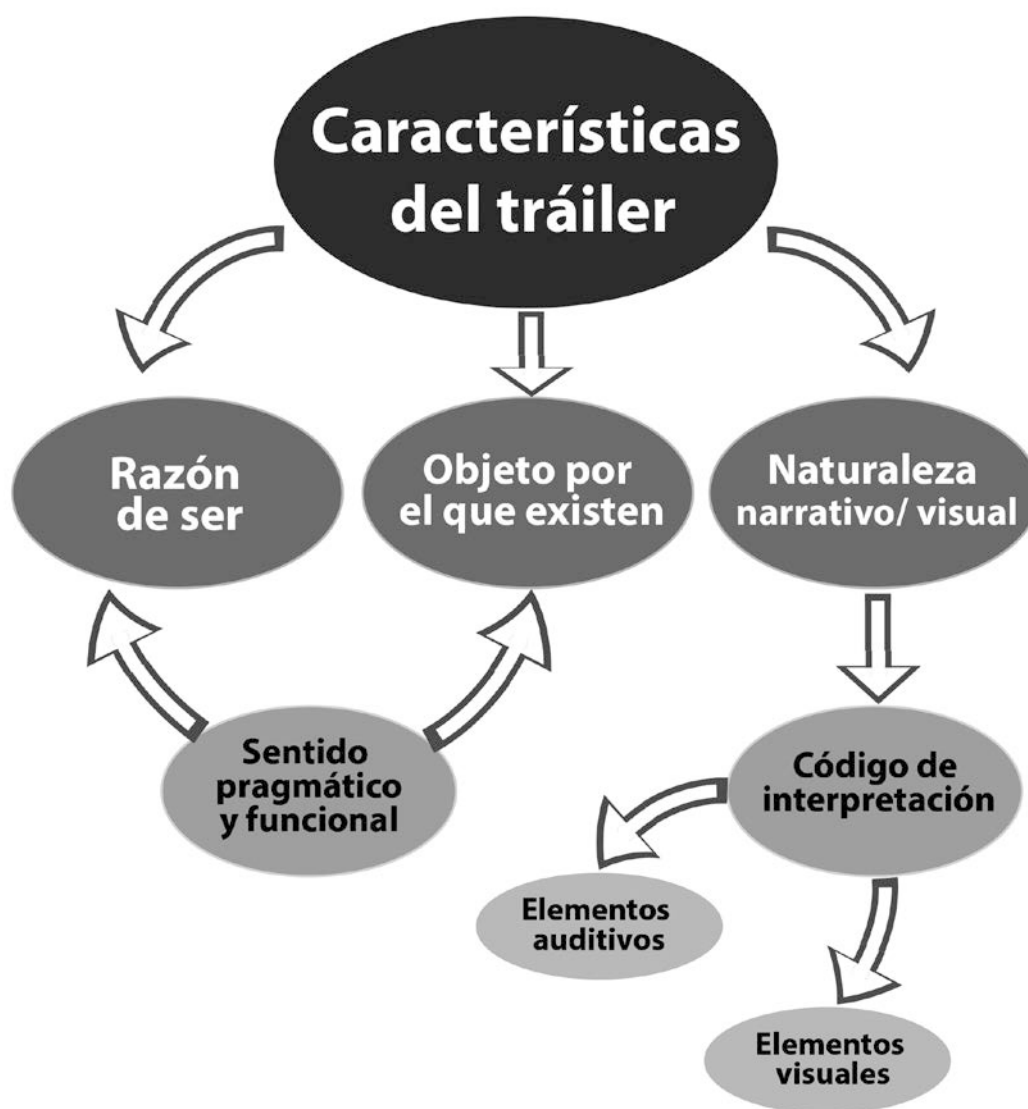 Características
del tráiler
Razón
de ser
Objeto por
el que existen
Naturaleza
narrativo/ visual
Sentido
pragmático
y funcional
Código de
interpretación
Elementos
auditivos
Elementos
visuales